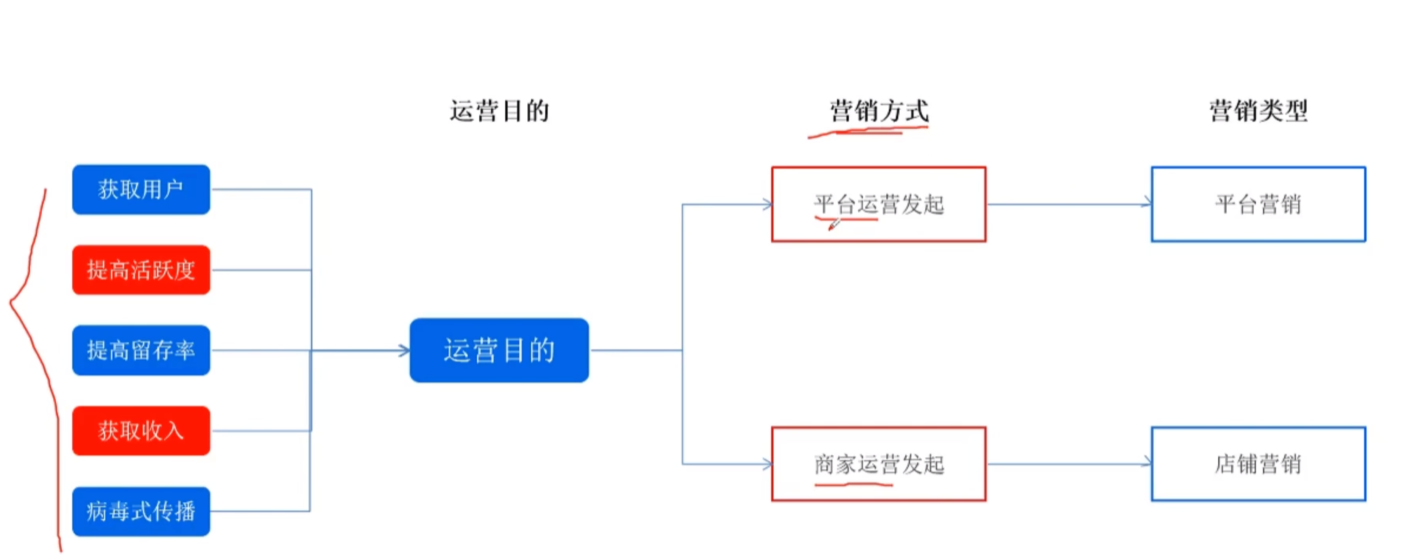 运营目的
营销方式
营销类型
获取用户
提高活跃度
提高留存率
获取收入
病毒式传播
运营目的
平台运营发起
平台营销
商家运营发起
店铺营销